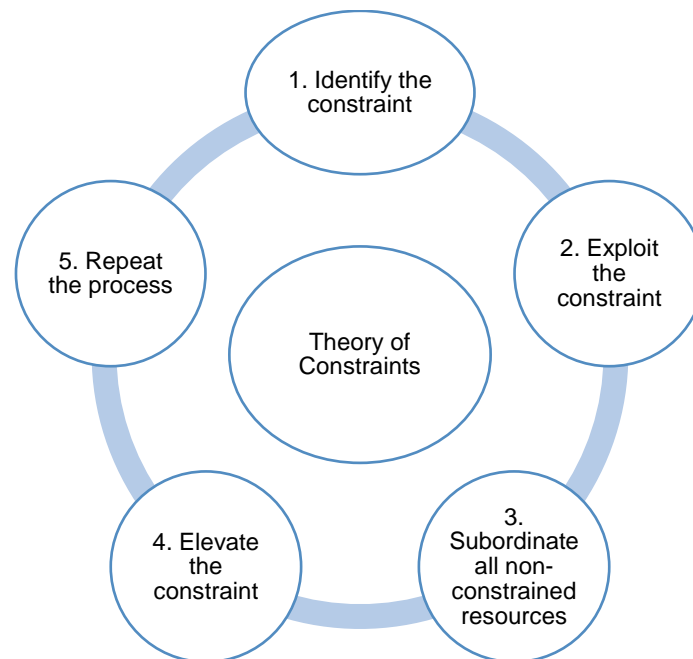 1. Identify the
constraint
2. Exploit
the
constraint
3.
Subordinate
all non-
constrained
resources
4. Elevate
the
constraint
5. Repeat
the process
Theory of
Constraints